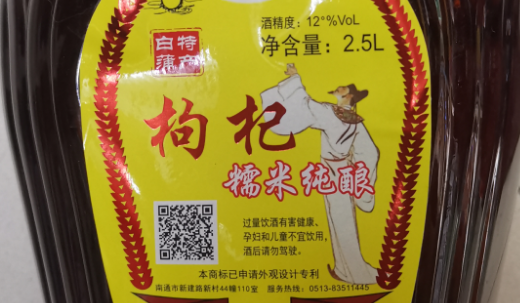 酒精度：12°%VoL
净含量：2.5L
特产
白蒲
枸杞
糯米纯酿
过量饮酒有害健康、
孕妇和儿童不宜饮用，
酒后请勿驾驶。
本商标已申请外观设计专利
南通市新建路新村44幢110室 服务热线：0513-83511445